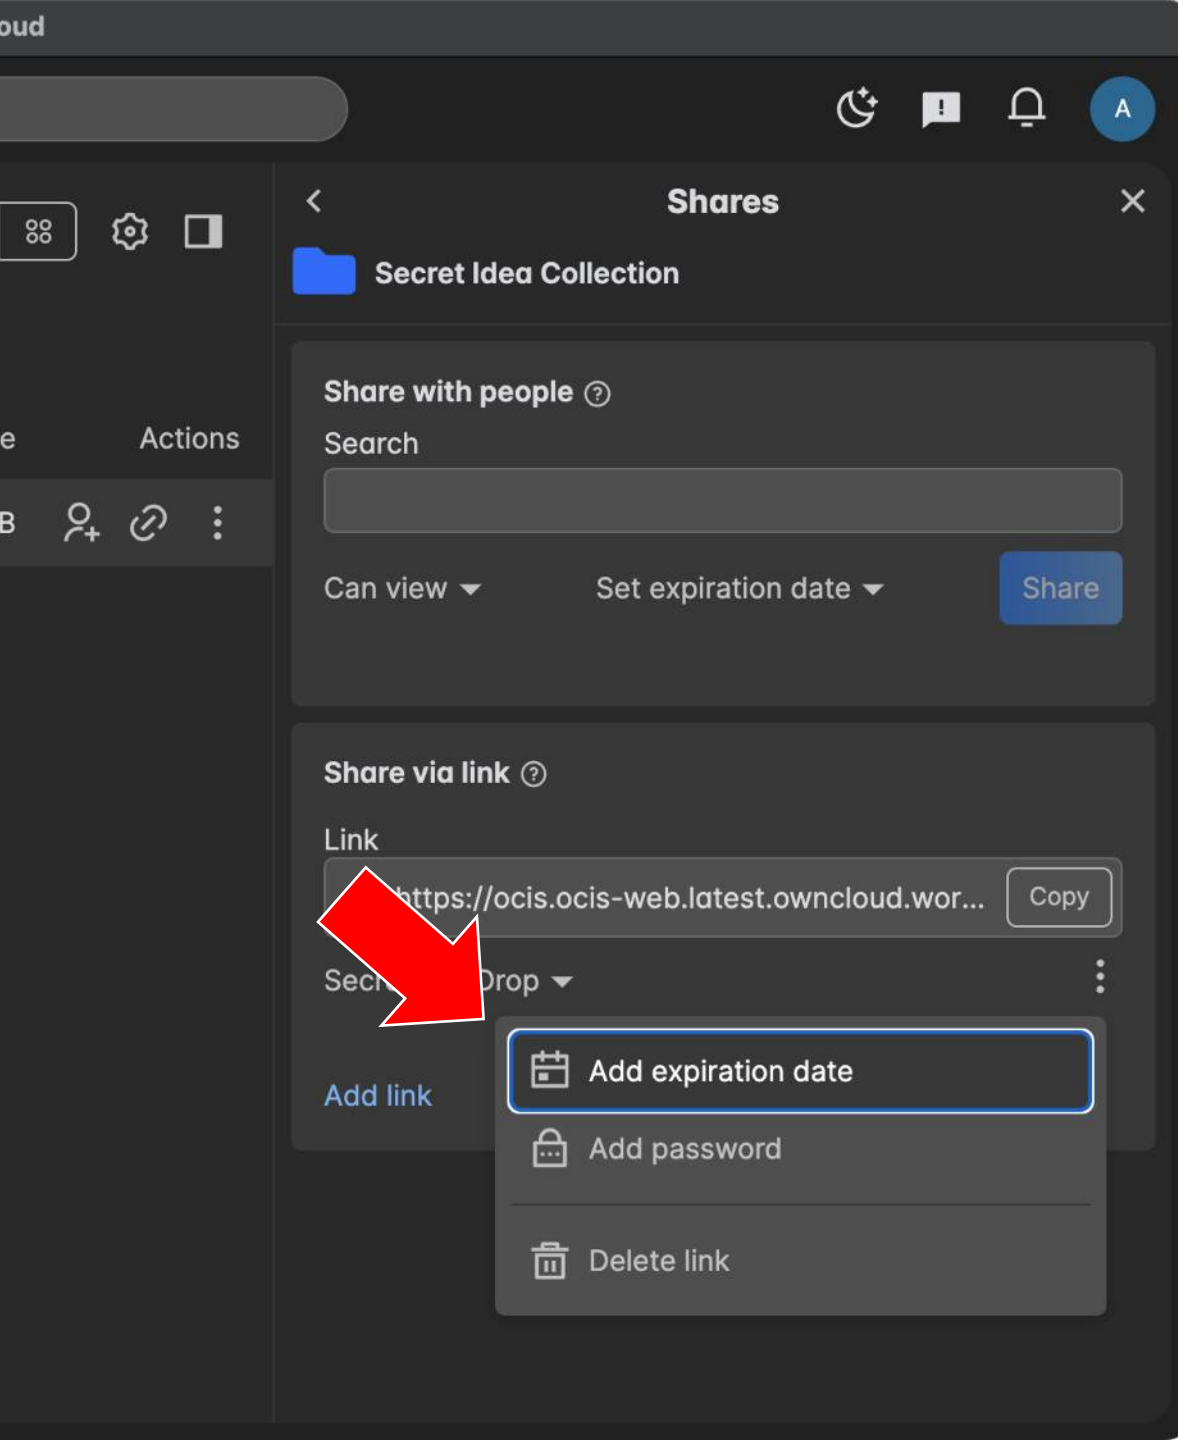 oud
A
Shares
Secret Idea Collection
Share with people
Search
e Actions
B
Can view Set expiration date Share
Share via link
Link
https://ocis.ocis-web.latest.owncloud.wor... Copy
Drop
Add expiration date
Add link
Add password
Delete link